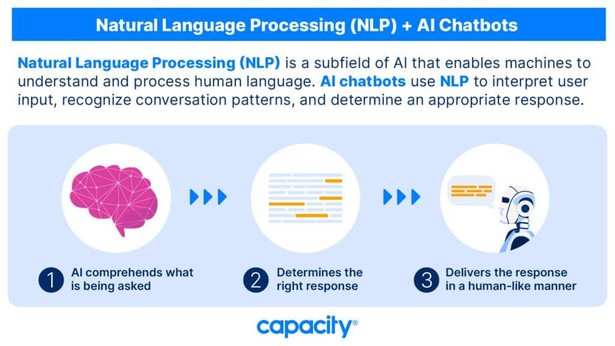 Natural Language Processing (NLP) + AI Chatbots
Natural Language Processing (NLP) is a subfield of AI that enables machines to
understand and process human language. AI chatbots use NLP to interpret user
input, recognize conversation patterns, and determine an appropriate response.
1 AI comprehends what
is being asked
2 Determines the
right response
3 Delivers the response
in a human-like manner
capacity®